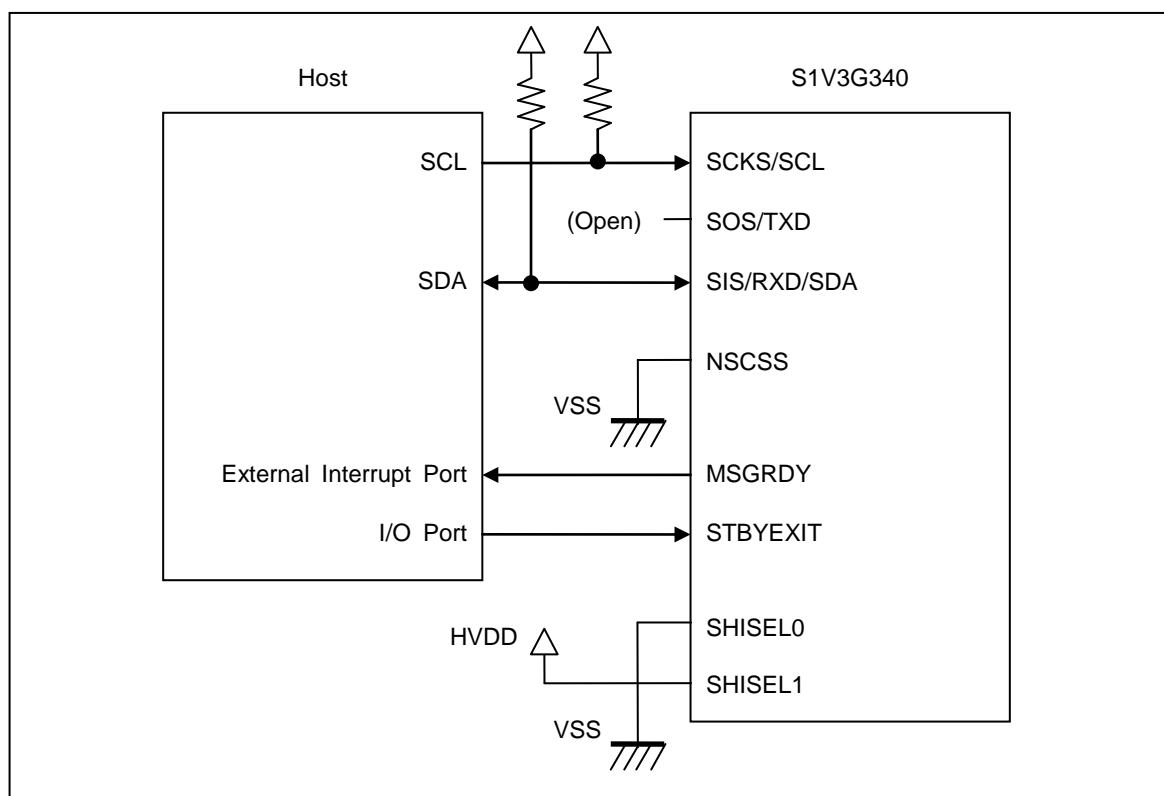 Host
S1V3G340
SCL
SCKS/SCL
(Open)
SOS/TXD
SDA
SIS/RXD/SDA
NSCSS
VSS
External Interrupt Port
MSGRDY
I/O Port
STBYEXIT
SHISEL0
HVDD
SHISEL1
VSS